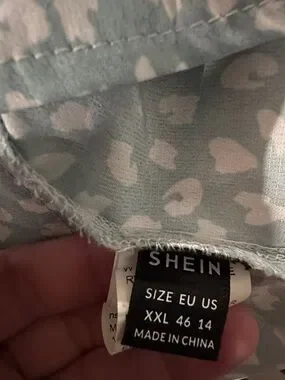 SHEIN
SIZE EU US
XXL 46 14
MADE IN CHINA